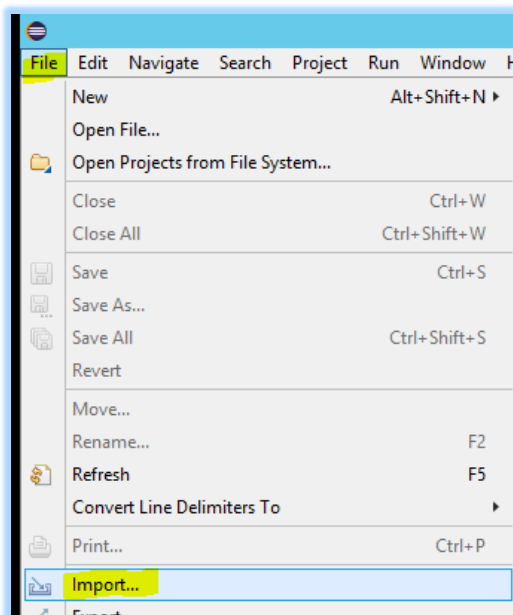 File Edit Navigate Search Project Run Window
New Alt+Shift+N
Open File...
Open Projects from File System...
Close Ctrl+W
Close All Ctrl+Shift+W
Save Ctrl+S
Save As...
Save All Ctrl+Shift+S
Revert
Move...
Rename... F2
Refresh F5
Convert Line Delimiters To
Print... Ctrl+P
Import...